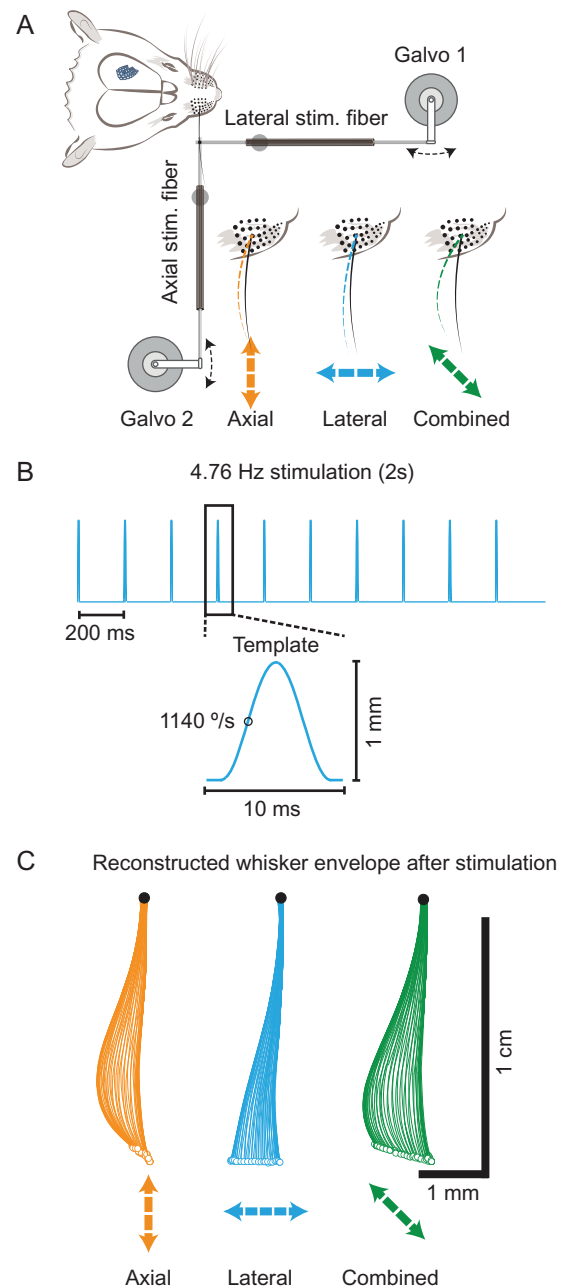 A
Galvo 1
Lateral stim. fiber
Axial stim. fiber
Galvo 2
Axial
Lateral
Combined
B
4.76 Hz stimulation (2s)
200 ms
Template
1140 º/s
1 mm
10 ms
C
Reconstructed whisker envelope after stimulation
1 cm
1 mm
Axial
Lateral
Combined